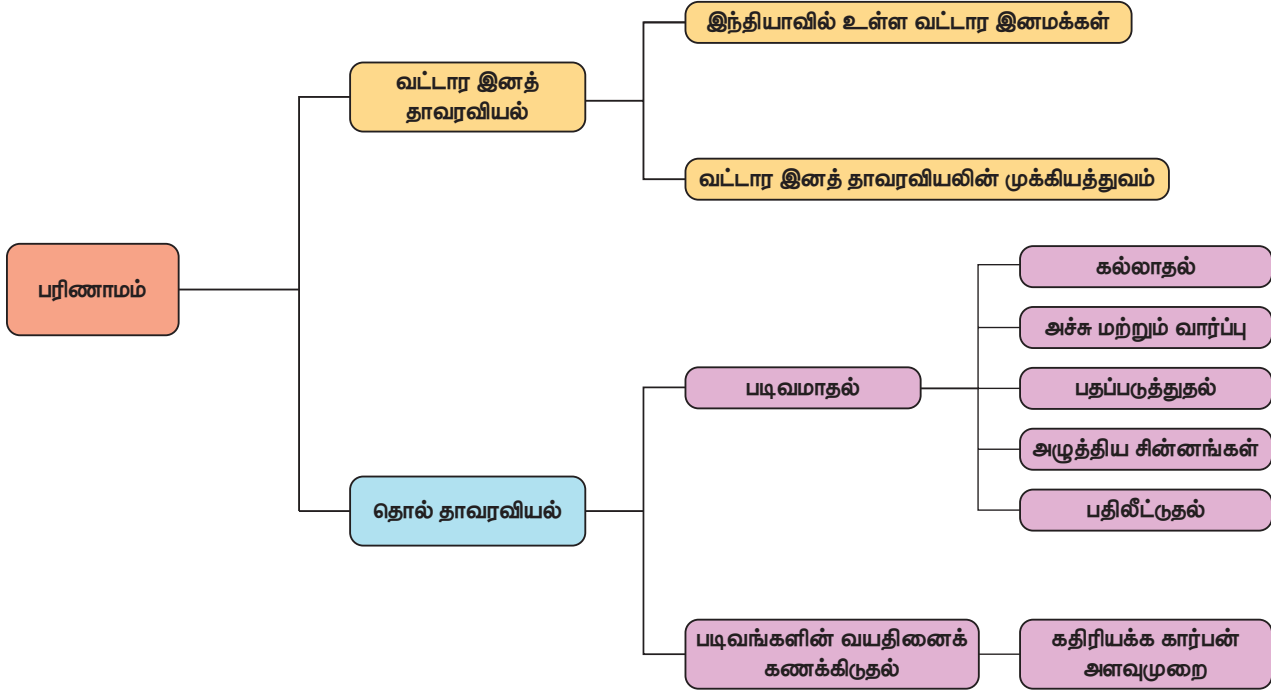 இந்தியாவில் உள்ள வட்டார இனமக்கள்
வட்டார இனத்
தாவரவியல்
வட்டார இனத் தாவரவியலின் முக்கியத்துவம்
பரிணாமம்
கல்லாதல்
அச்சு மற்றும் வார்ப்பு
படிவமாதல்
பதப்படுத்துதல்
அழுத்திய சின்னங்கள்
தொல் தாவரவியல்
பதிலீட்டுதல்
படிவங்களின் வயதினைக்
கணக்கிடுதல்
கதிரியக்க கார்பன்
அளவுமுறை